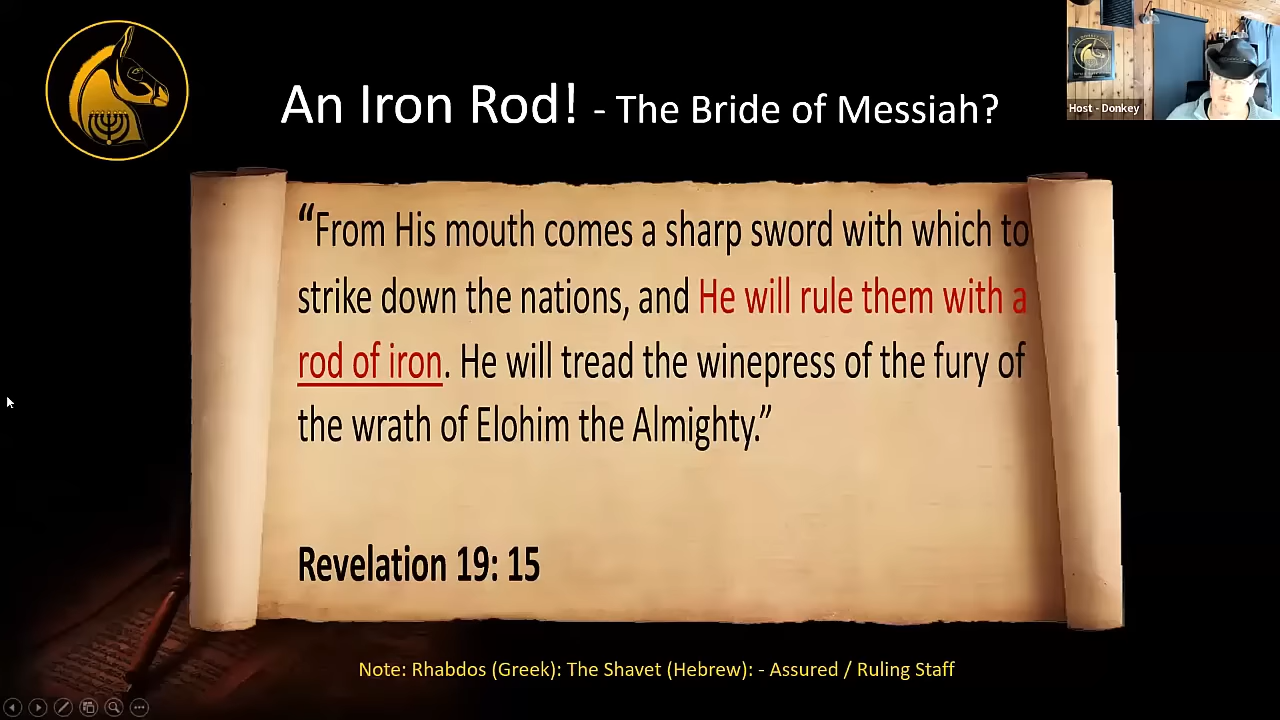 An Iron Rod! - The Bride of Messiah?
Host - Donkey
“From His mouth comes a sharp sword with which to
strike down the nations, and He will rule them with a
rod of iron. He will tread the winepress of the fury of
the wrath of Elohim the Almighty.”
Revelation 19: 15
Note: Rhabdos (Greek): The Shavet (Hebrew): - Assured / Ruling Staff